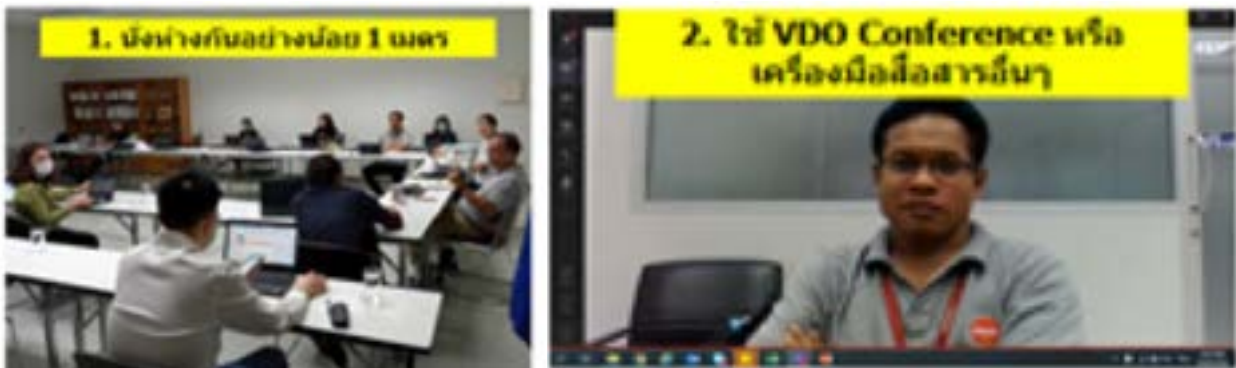 1. นั่งห่างกันอย่างน้อย 1 เมตร
2. ใช้ VDO Conference หรือ
เครื่องมือสื่อสารอื่นๆ